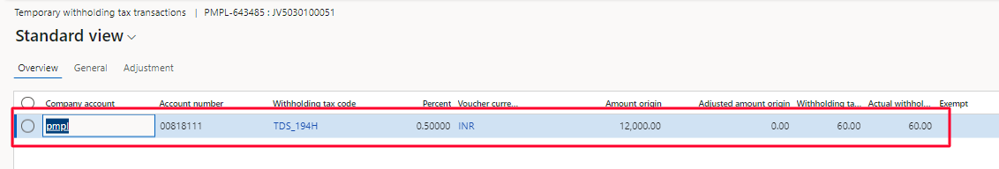 Temporary withholding tax transactions | PMPL-643485 : JV5030100051
Standard view
Overview General Adjustment
Company account Account number Withholding tax code Percent Voucher curre... Amount origin Adjusted amount origin Withholding ta... Actual withhol... Exempt
pmpl 00818111 TDS_194H 0.50000 INR 12,000.00 0.00 60.00 60.00